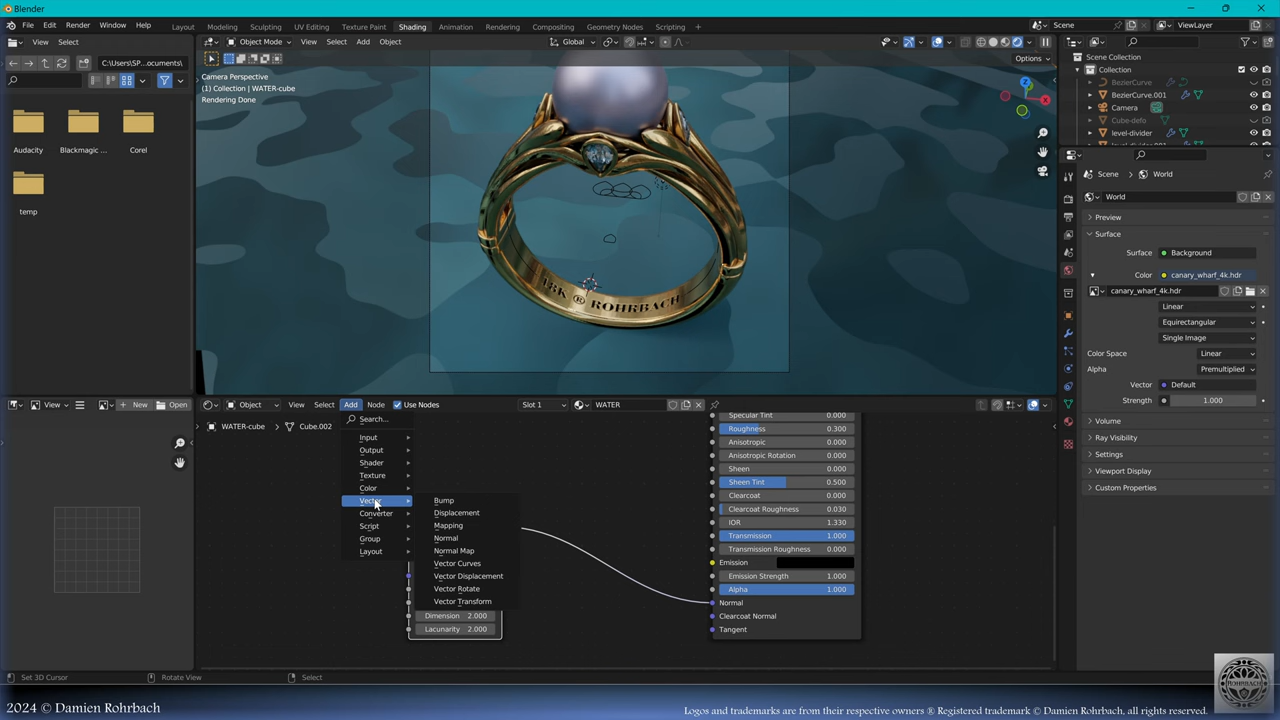 Blender
File Edit Render Window Help
Layout Modeling Sculpting UV Editing Texture Paint Shading Animation Rendering Compositing Geometry Nodes Scripting
Scene
ViewLayer
View Select
C:\Users\SP...ocuments\
Audacity Blackmagic ... Corel
temp
Object Mode View Select Add Object
Global
Options
Camera Perspective
(1) Collection | WATER-cube
Rendering Done
X
18K ® ROHRBACH
Scene Collection
Collection
BezierCurve
BezierCurve.001
Camera
Cube-defo
level-divider
level-divider.001
Scene World
World
Preview
Surface
Surface Background
Color canary_wharf_4k.hdr
canary_wharf_4k.hdr
Linear
Equirectangular
Single Image
Color Space Linear
Alpha Premultiplied
Vector Default
Strength 1.000
Volume
Ray Visibility
Settings
Viewport Display
Custom Properties
View New Open
Object View Select Add Node Use Nodes Slot 1 WATER
WATER-cube Cube.002
Search...
Input
Output
Shader
Texture
Color
Vector
Converter
Script
Group
Layout
Bump
Displacement
Mapping
Normal
Normal Map
Vector Curves
Vector Displacement
Vector Rotate
Vector Transform
Dimension 2.000
Lacunarity 2.000
Specular Tint 0.000
Roughness 0.300
Anisotropic 0.000
Anisotropic Rotation 0.000
Sheen 0.000
Sheen Tint 0.500
Clearcoat 0.000
Clearcoat Roughness 0.030
IOR 1.330
Transmission 1.000
Transmission Roughness 0.000
Emission
Emission Strength 1.000
Alpha 1.000
Normal
Clearcoat Normal
Tangent
Set 3D Cursor Rotate View Select
2024 © Damien Rohrbach
Logos and trademarks are from their respective owners ® Registered trademark © Damien Rohrbach, All rights reserved.
ROHRBACH